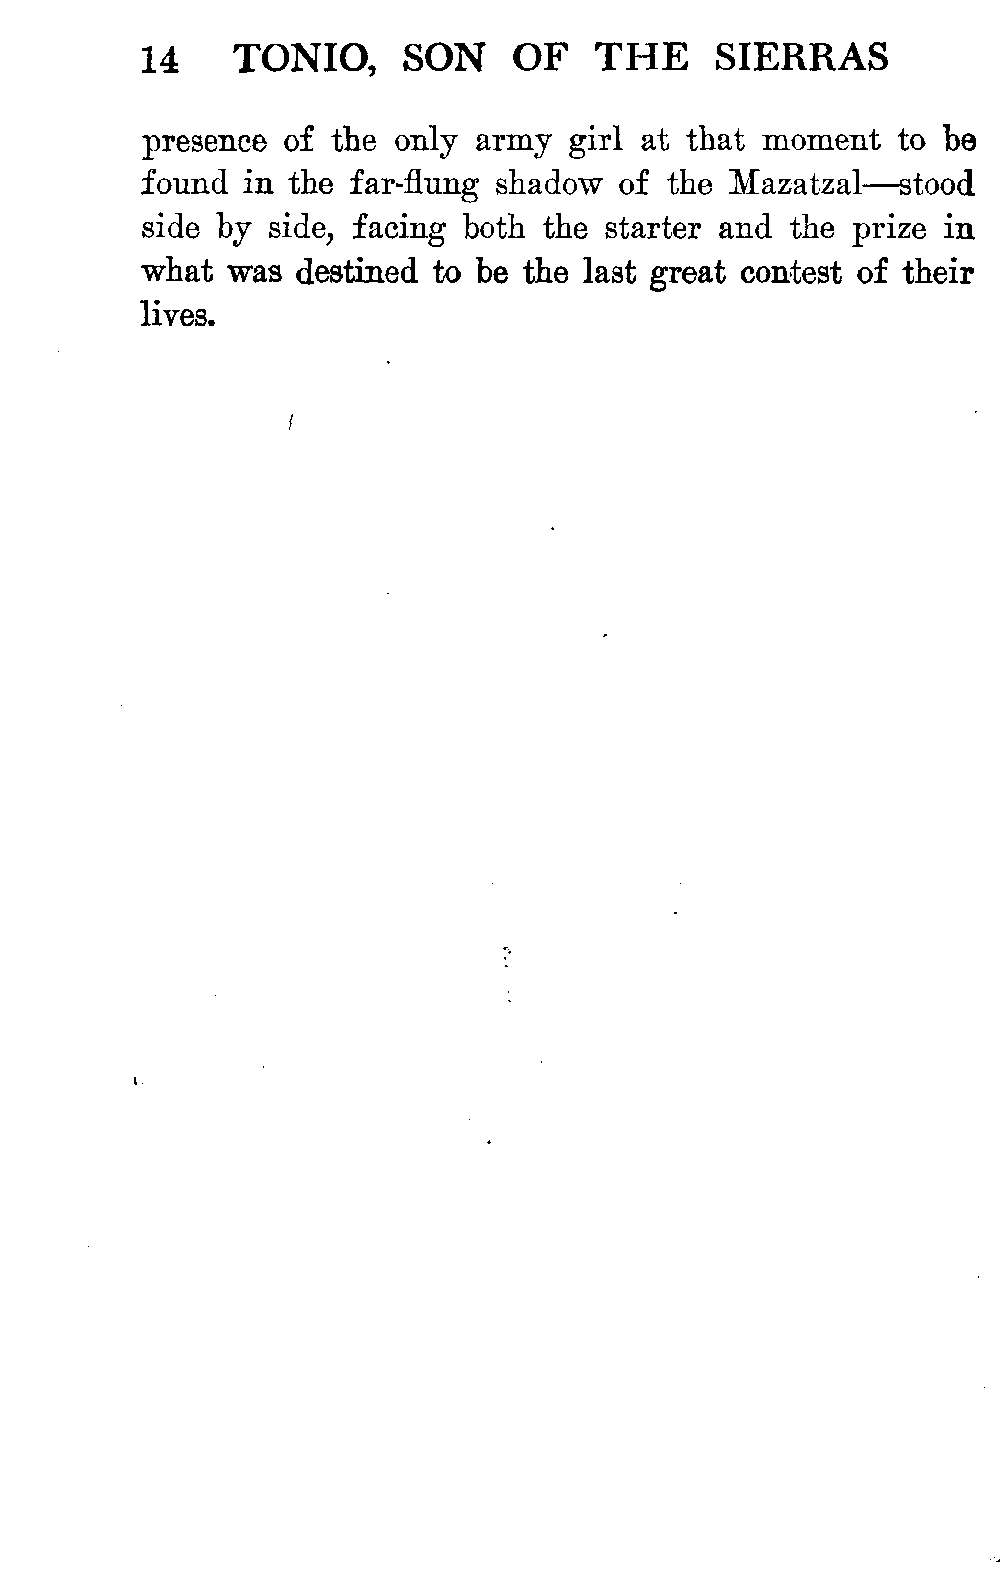 14 TONIO, SON OF THE SIERRAS
presence of the only army girl at that moment to be
found in the far-flung shadow of the Mazatzal—stood
side by side, facing both the starter and the prize in
what was destined to be the last great contest of their
lives.